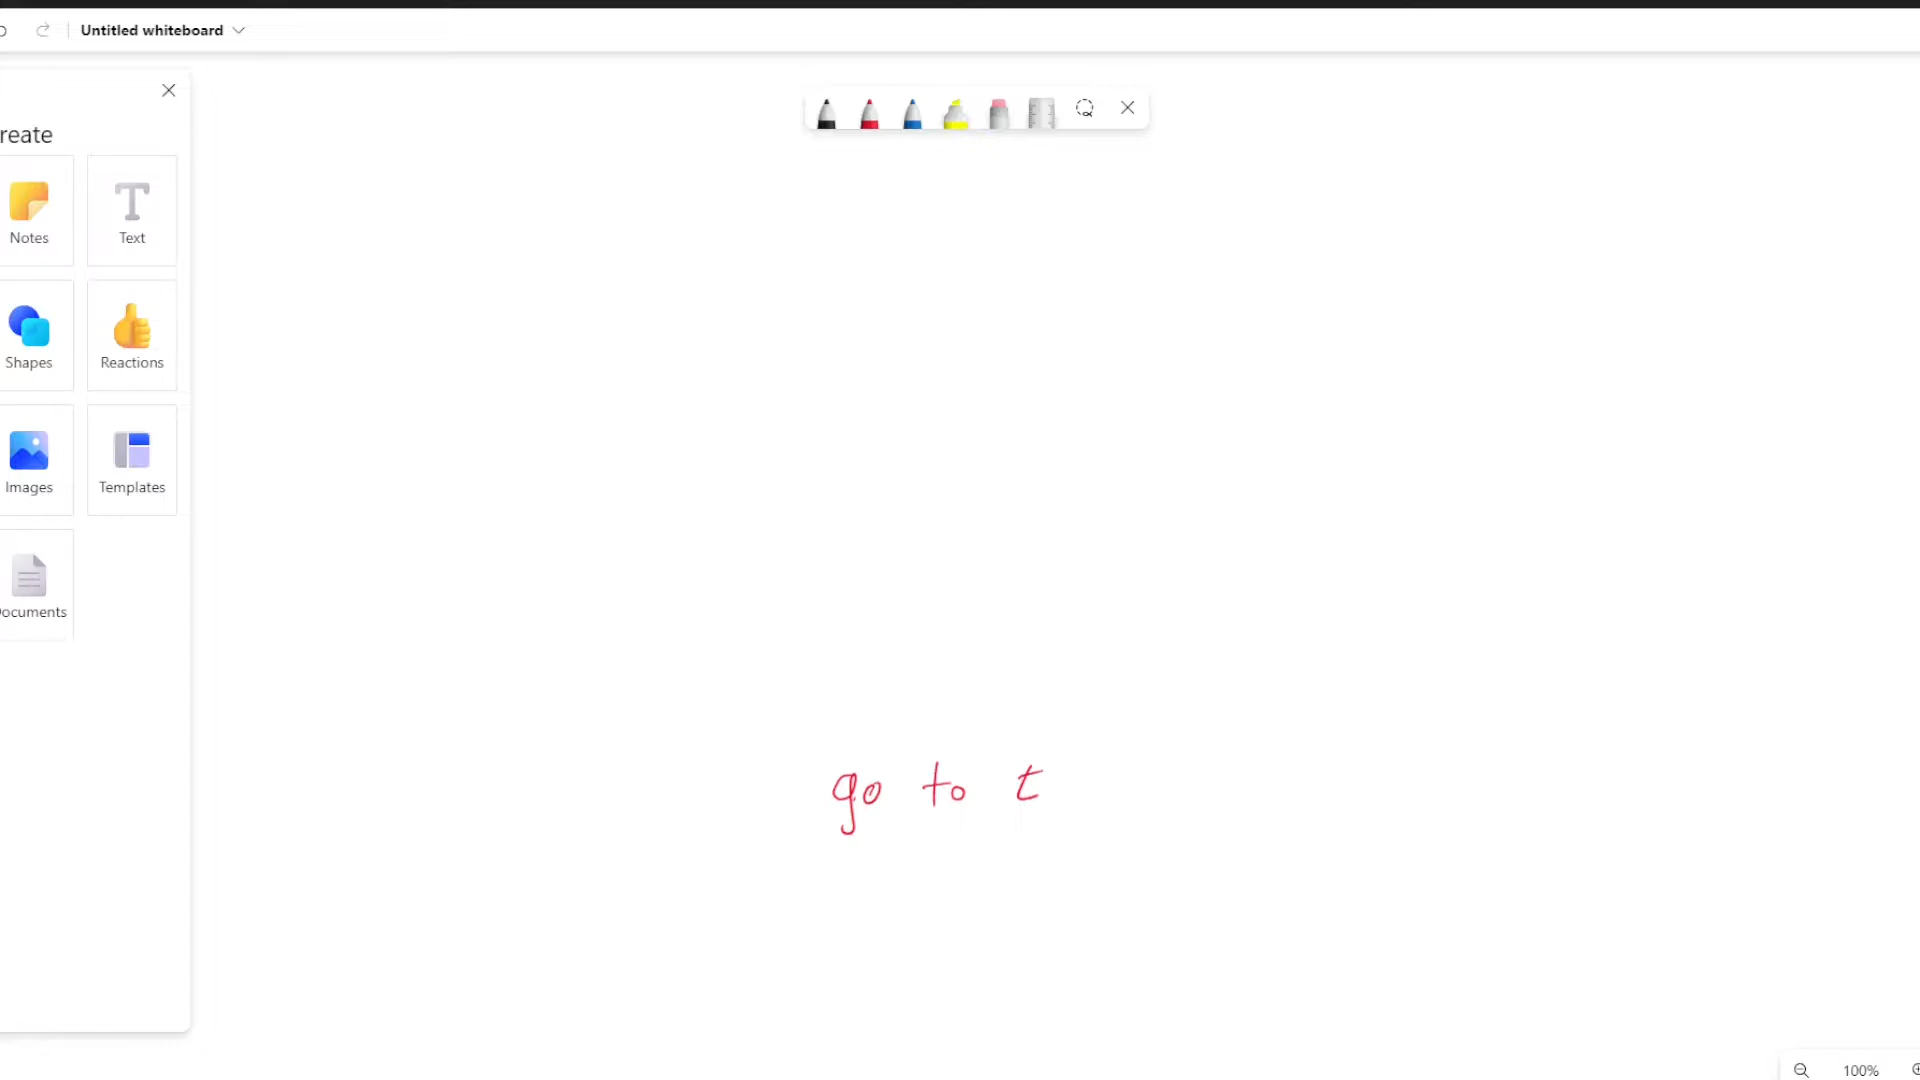 Untitled whiteboard
reate
Notes Text
Shapes Reactions
Images Templates
ocuments
go to t
100%